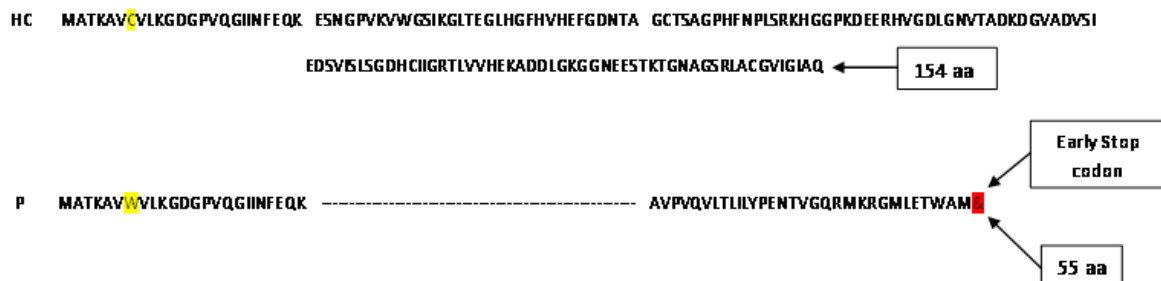 HC MATKAVCVLKGDGPVQGIINFEQK ESNGPVKVWGSIKGLTEGLHGFHVHEFGDNTA GCTSAGPHFNPLSRKHGGPKDEERHVGDLGNVTADKDGVADVSI
EDSVISLSGDHCIIGRTLVVHEKADDLGKGGNEESTKTGNAGSRLACGVIGIAQ
154 aa
Early Stop
codon
P MATKAVWVLKGDGPVQGIINFEQK ---------------------------------------- AVPVQVLTLILYPENTVGQRMKRGMLETWAM&
55 aa